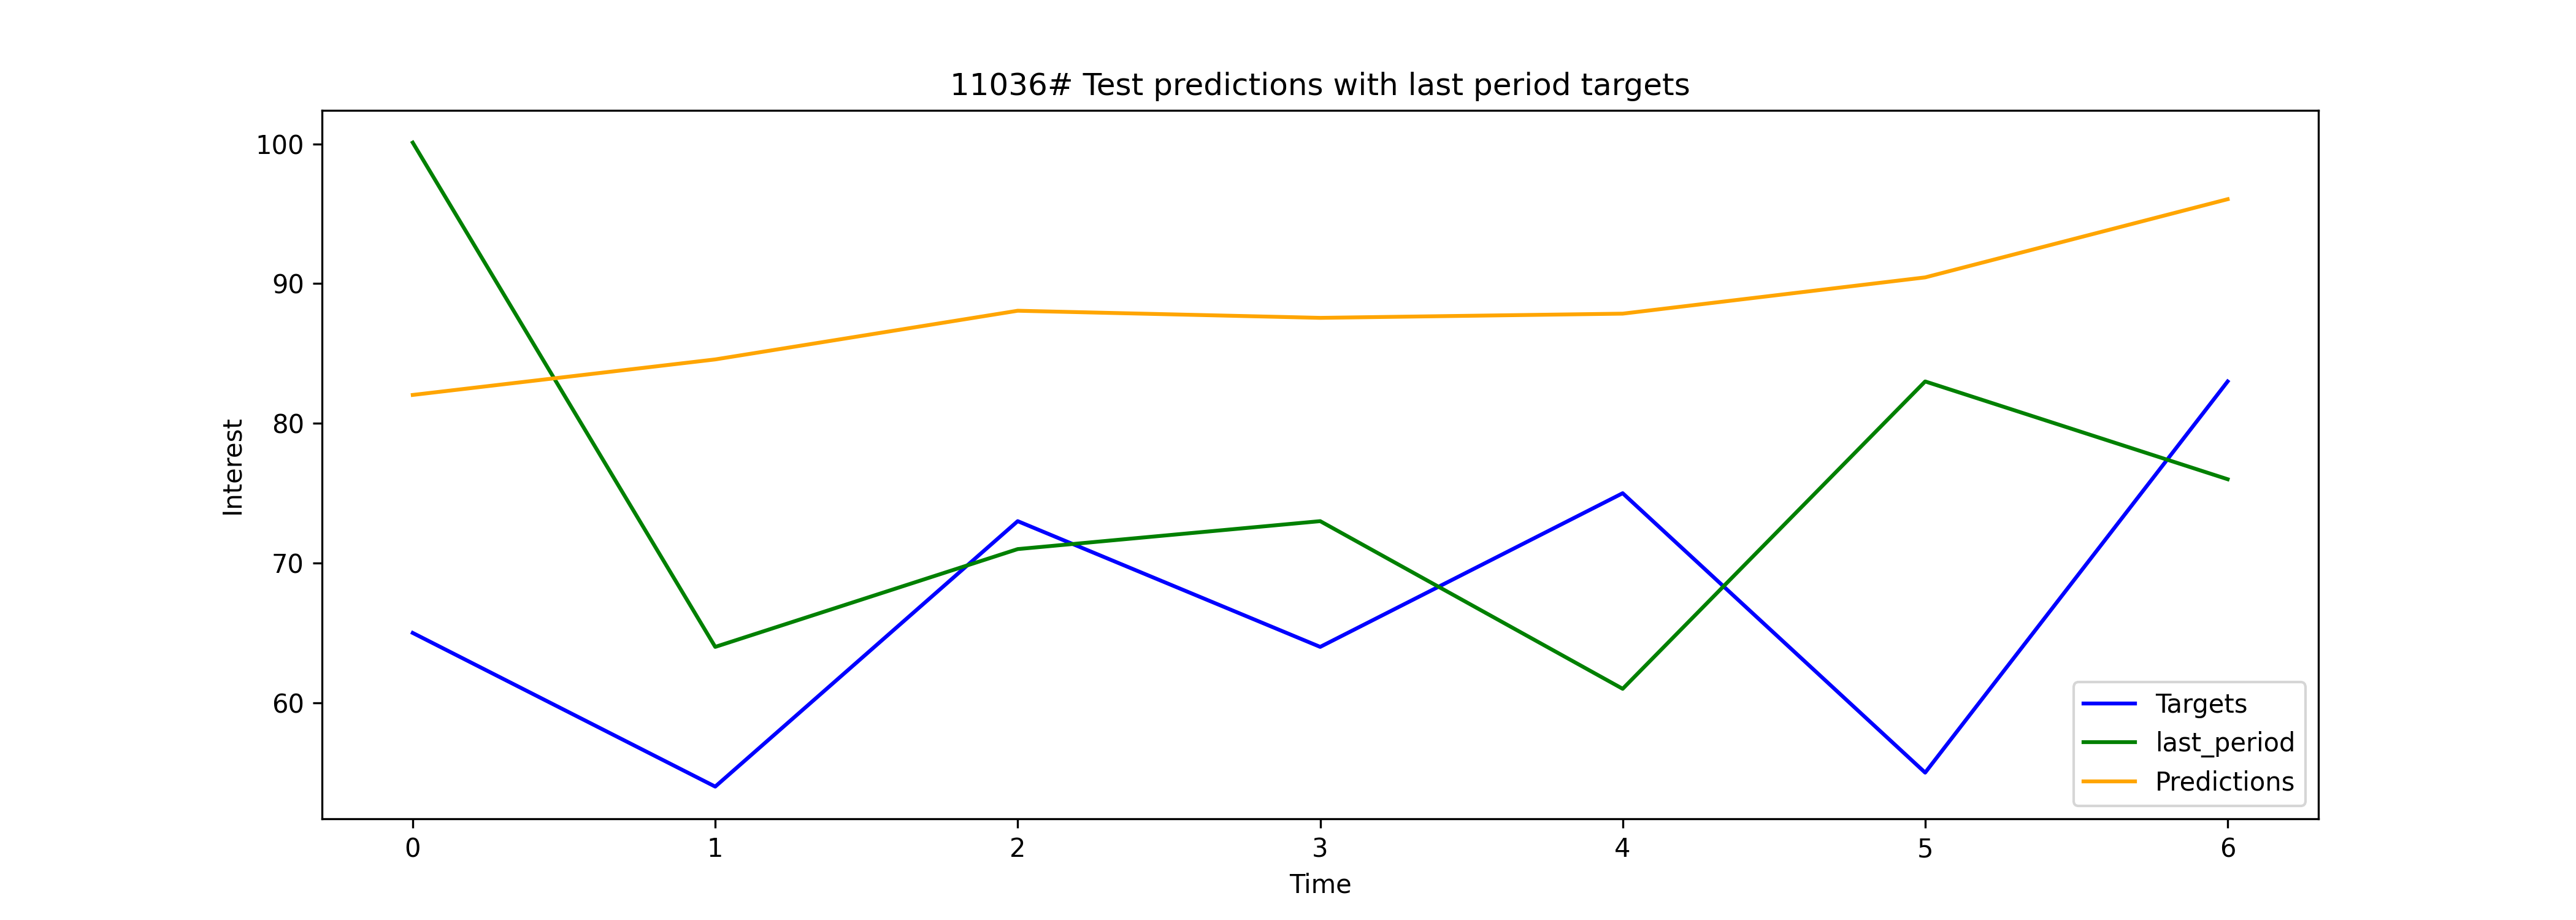 11036# Test predictions with last period targets
100
90
80
70
60
Interest
0 1 2 3 4 5 6
Time
Targets
last_period
Predictions